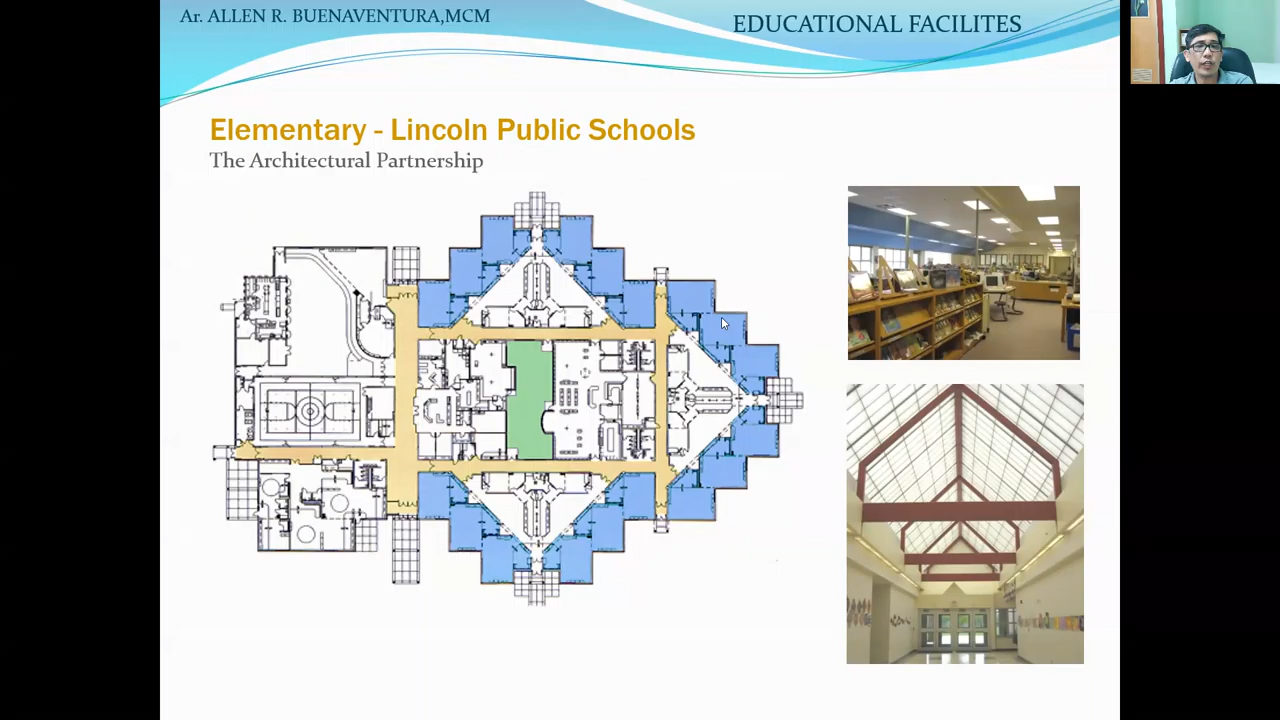 Ar. ALLEN R. BUENAVENTURA,MCM
EDUCATIONAL FACILITES
Elementary - Lincoln Public Schools
The Architectural Partnership